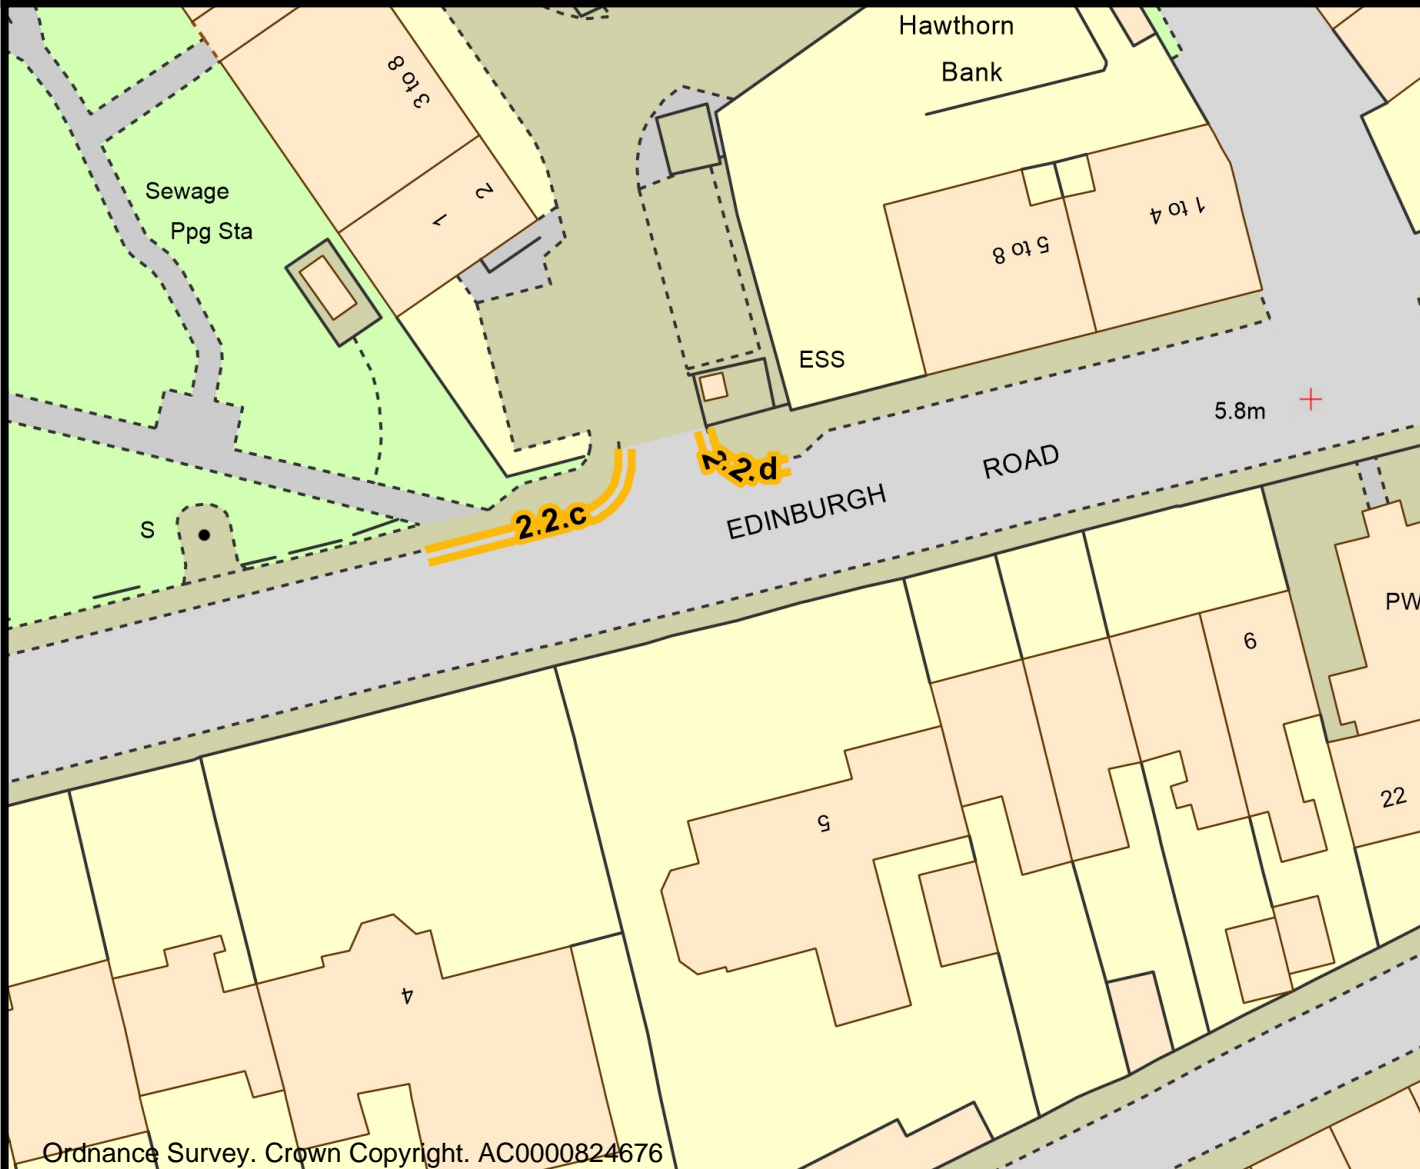 Hawthorn
Bank
3 to 8
Sewage
Ppg Sta
2
1
1 to 4
5 to 8
ESS
5.8m
ROAD
2.2.d
EDINBURGH
2.2.c
S
PW
6
22
5
4
Ordnance Survey. Crown Copyright. AC0000824676